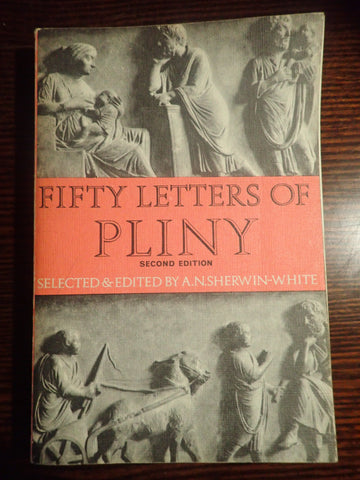 FIFTY LETTERS OF
PLINY
SECOND EDITION
SELECTED & EDITED BY A.N.SHERWIN-WHITE